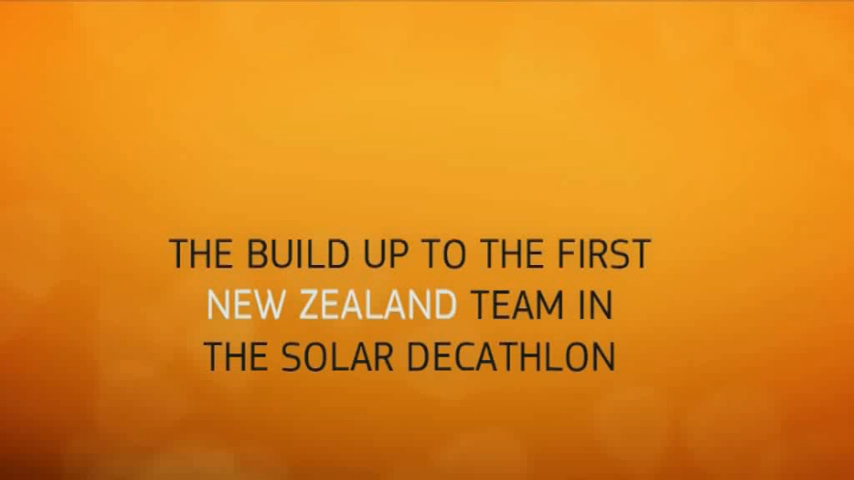 THE BUILD UP TO THE FIRST
NEW ZEALAND TEAM IN
THE SOLAR DECATHLON